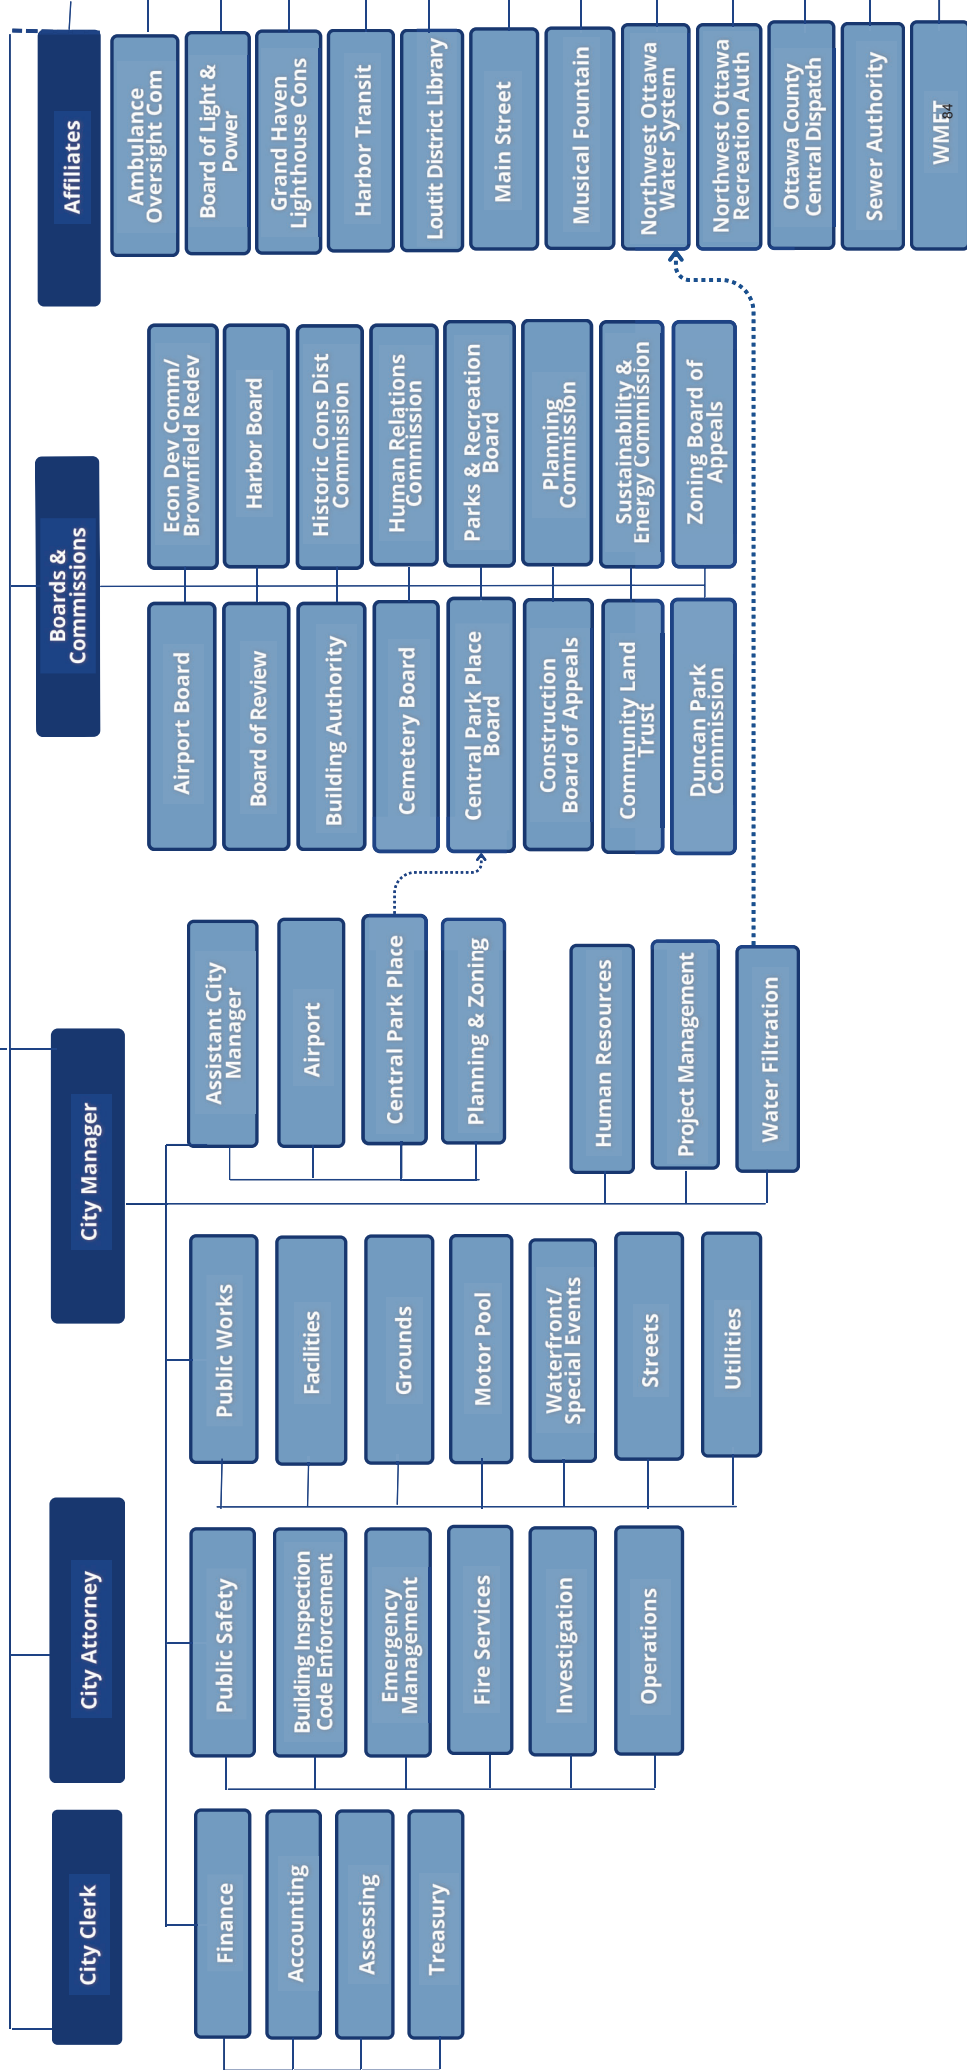 City Clerk
City Attorney
City Manager
Boards &
Commissions
Affiliates
Finance
Accounting
Assessing
Treasury
Public Safety
Building Inspection
Code Enforcement
Emergency
Management
Fire Services
Investigation
Operations
Public Works
Facilities
Grounds
Motor Pool
Waterfront/
Special Events
Streets
Utilities
Assistant City
Manager
Airport
Central Park Place
Planning & Zoning
Human Resources
Project Management
Water Filtration
Airport Board
Board of Review
Building Authority
Cemetery Board
Central Park Place
Board
Construction
Board of Appeals
Community Land
Trust
Duncan Park
Commission
Econ Dev Comm/
Brownfield Redev
Harbor Board
Historic Cons Dist
Commission
Human Relations
Commission
Parks & Recreation
Board
Planning
Commission
Sustainability &
Energy Commission
Zoning Board of
Appeals
Ambulance
Oversight Com
Board of Light &
Power
Grand Haven
Lighthouse Cons
Harbor Transit
Loutit District Library
Main Street
Musical Fountain
Northwest Ottawa
Water System
Northwest Ottawa
Recreation Auth
Ottawa County
Central Dispatch
Sewer Authority
WMET
84